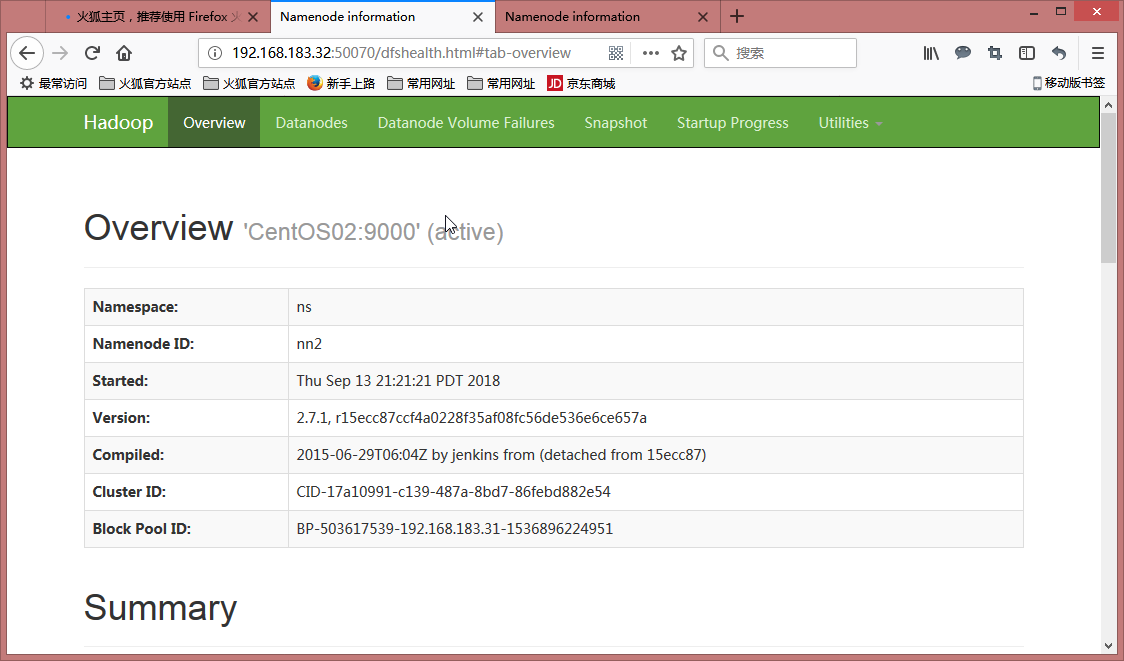 火狐主页，推荐使用 Firefox
Namenode information
Namenode information
192.168.183.32:50070/dfshealth.html#tab-overview
搜索
最常访问 火狐官方站点 火狐官方站点 新手上路 常用网址 常用网址 JD 京东商城 移动版书签
Hadoop Overview Datanodes Datanode Volume Failures Snapshot Startup Progress Utilities
Overview 'CentOS02:9000' (active)
Namespace: ns
Namenode ID: nn2
Started: Thu Sep 13 21:21:21 PDT 2018
Version: 2.7.1, r15ecc87ccf4a0228f35af08fc56de536e6ce657a
Compiled: 2015-06-29T06:04Z by jenkins from (detached from 15ecc87)
Cluster ID: CID-17a10991-c139-487a-8bd7-86febd882e54
Block Pool ID: BP-503617539-192.168.183.31-1536896224951
Summary